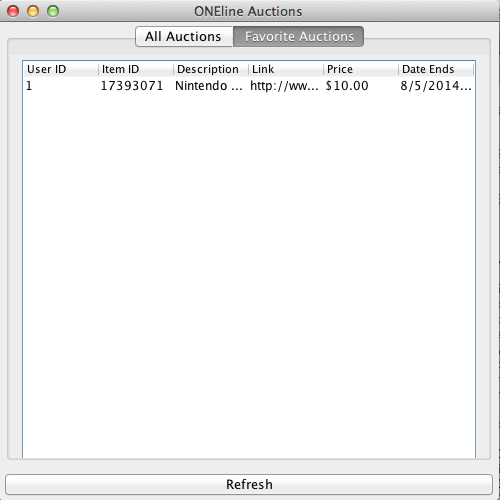 ONEline Auctions
All Auctions Favorite Auctions
User ID Item ID Description Link Price Date Ends
1 17393071 Nintendo ... http://ww... $10.00 8/5/2014...
Refresh